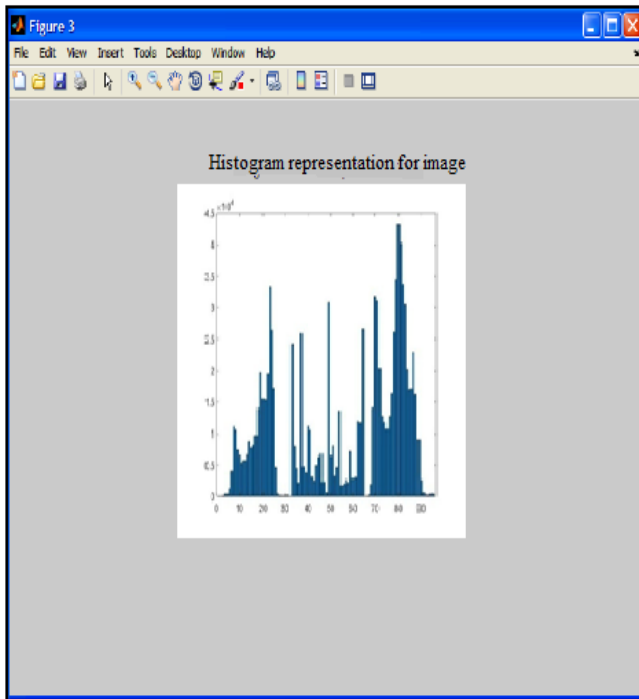 Figure 3
File Edit View Insert Tools Desktop Window Help
Histogram representation for image
4.5
4
3.5
3
2.5
2
1.5
1
0.5
0
0 10 20 30 40 50 60 70 80 90